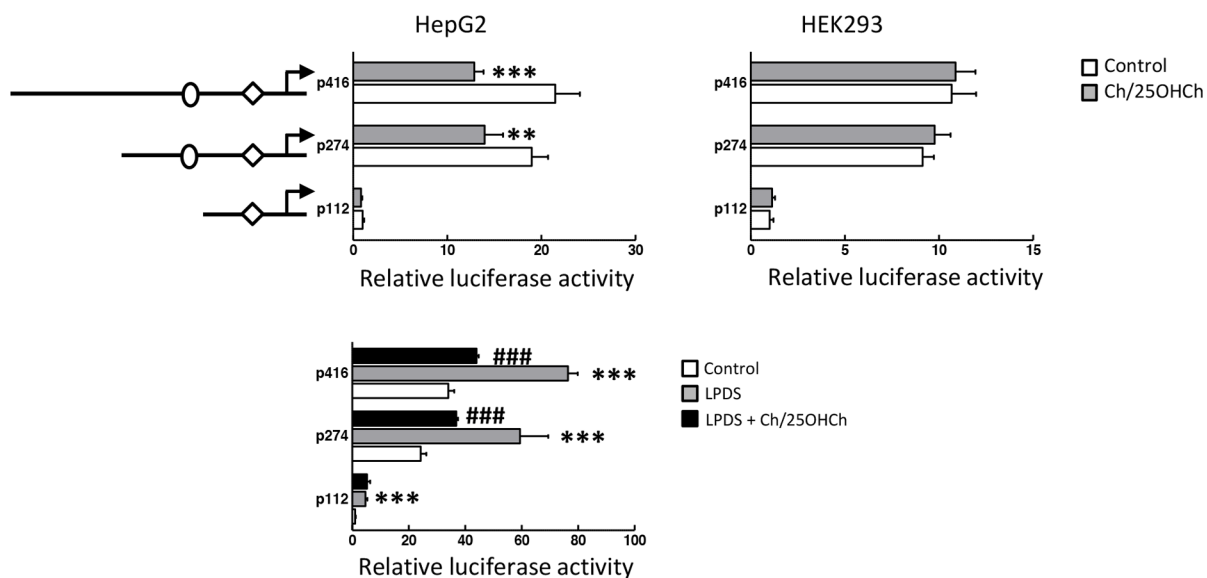 HepG2
HEK293
p416
***
p274
**
p112
0 10 20 30
Relative luciferase activity
p416
p274
p112
0 5 10 15
Relative luciferase activity
Control
Ch/25OHCh
p416
###
***
p274
###
***
p112
***
0 20 40 60 80 100
Relative luciferase activity
Control
LPDS
LPDS + Ch/25OHCh